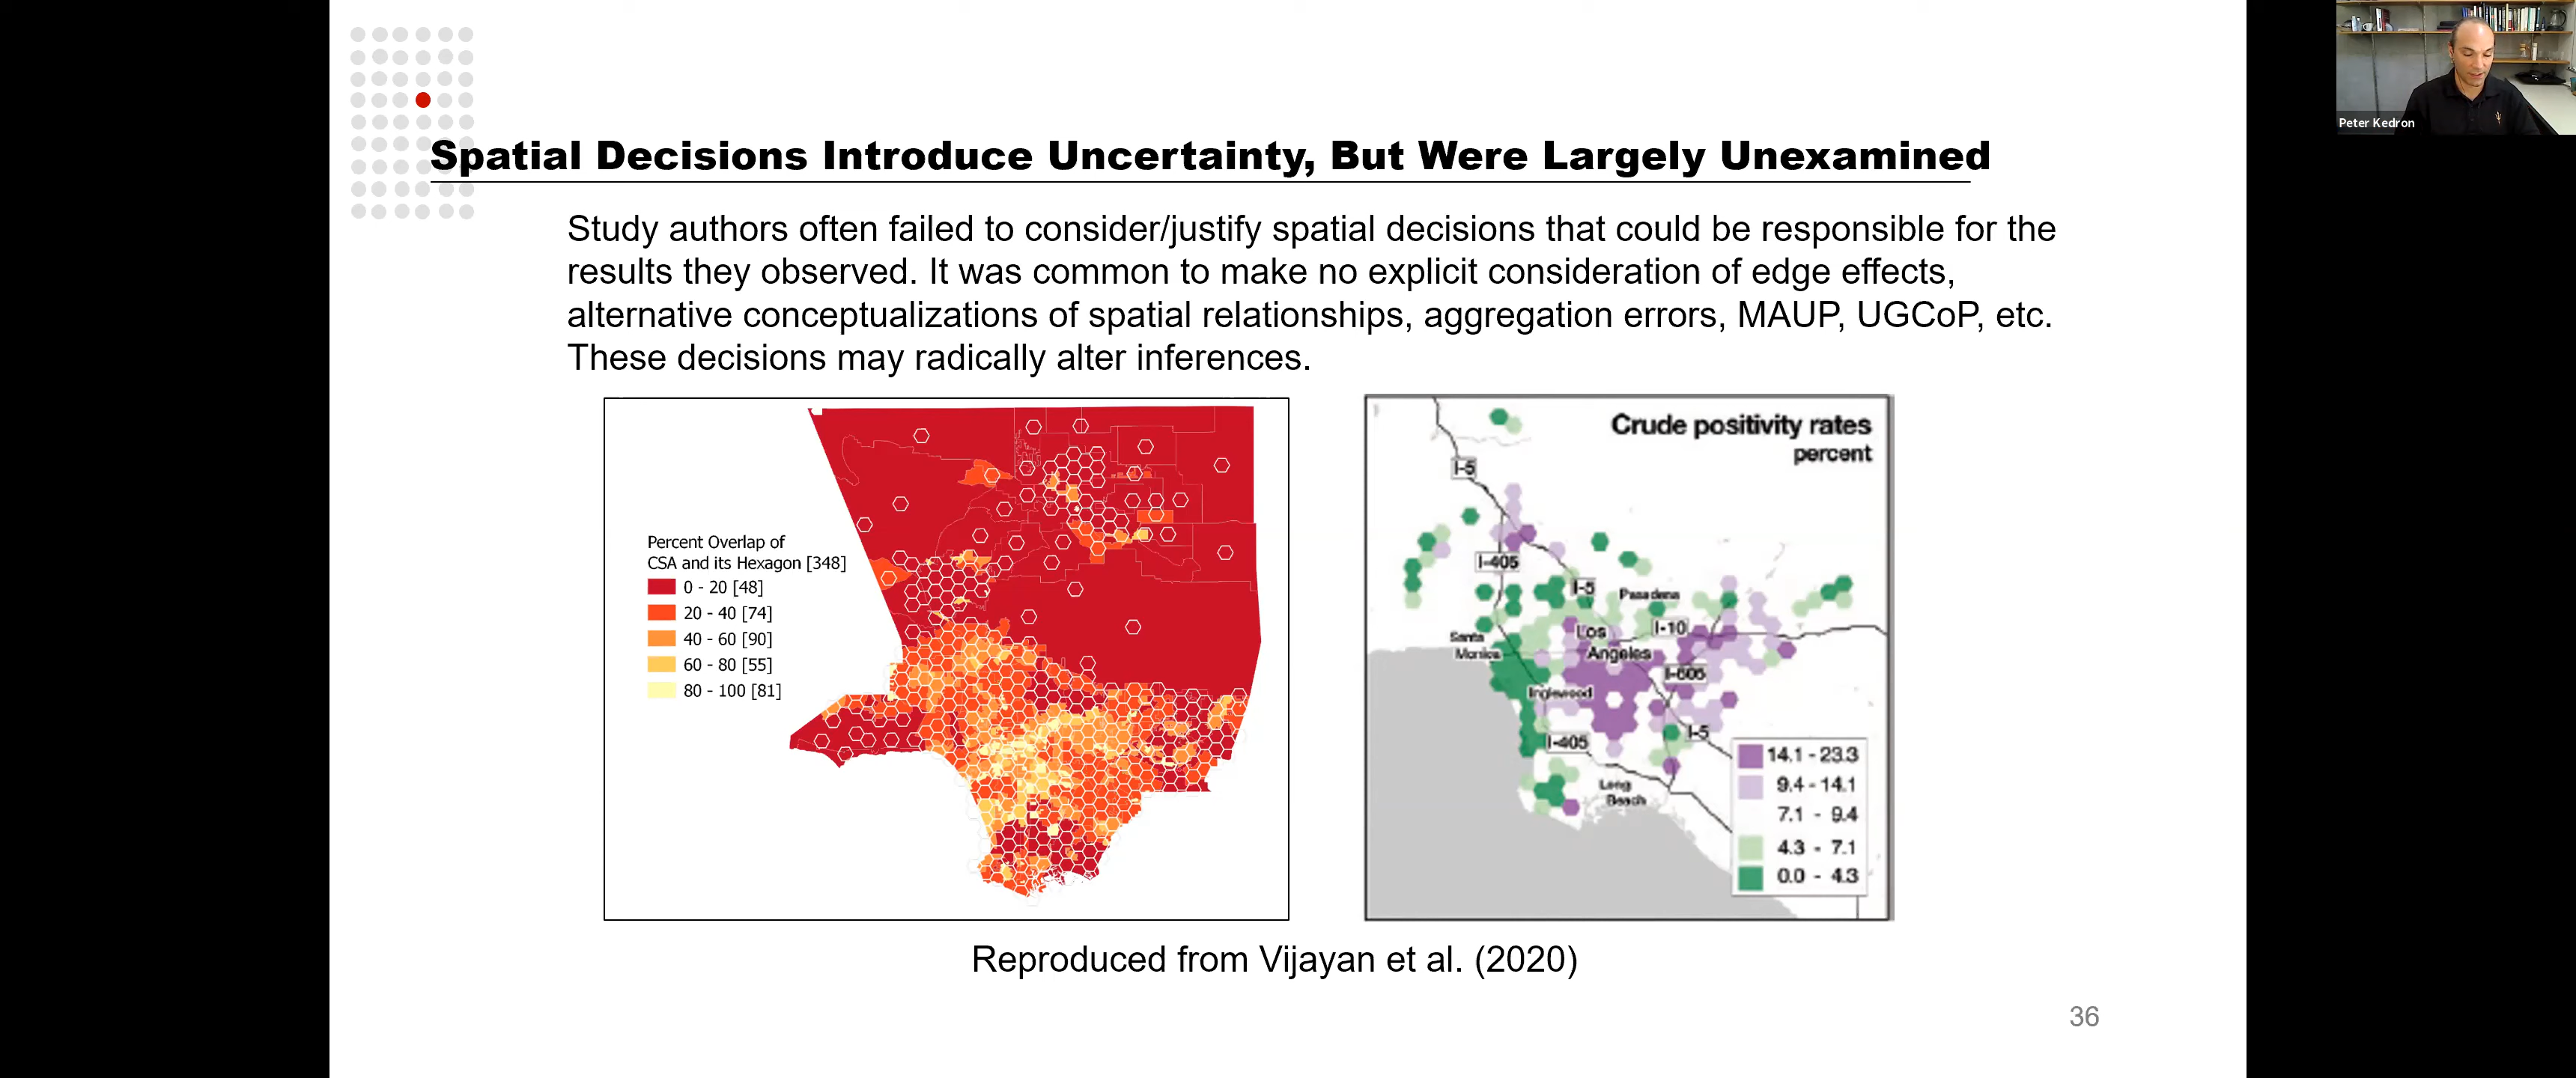 Spatial Decisions Introduce Uncertainty, But Were Largely Unexamined
Study authors often failed to consider/justify spatial decisions that could be responsible for the
results they observed. It was common to make no explicit consideration of edge effects,
alternative conceptualizations of spatial relationships, aggregation errors, MAUP, UGCoP, etc.
These decisions may radically alter inferences.
Percent Overlap of
CSA and its Hexagon [348]
0 - 20 [48]
20 - 40 [74]
40 - 60 [90]
60 - 80 [55]
80 - 100 [81]
Crude positivity rates
percent
I-5
I-405
I-5
Pasadena
Los
Angeles
I-10
Santa
Monica
I-605
Inglewood
I-405
I-5
Long
Beach
14.1 - 23.3
9.4 - 14.1
7.1 - 9.4
4.3 - 7.1
0.0 - 4.3
Reproduced from Vijayan et al. (2020)
36
Peter Kedron